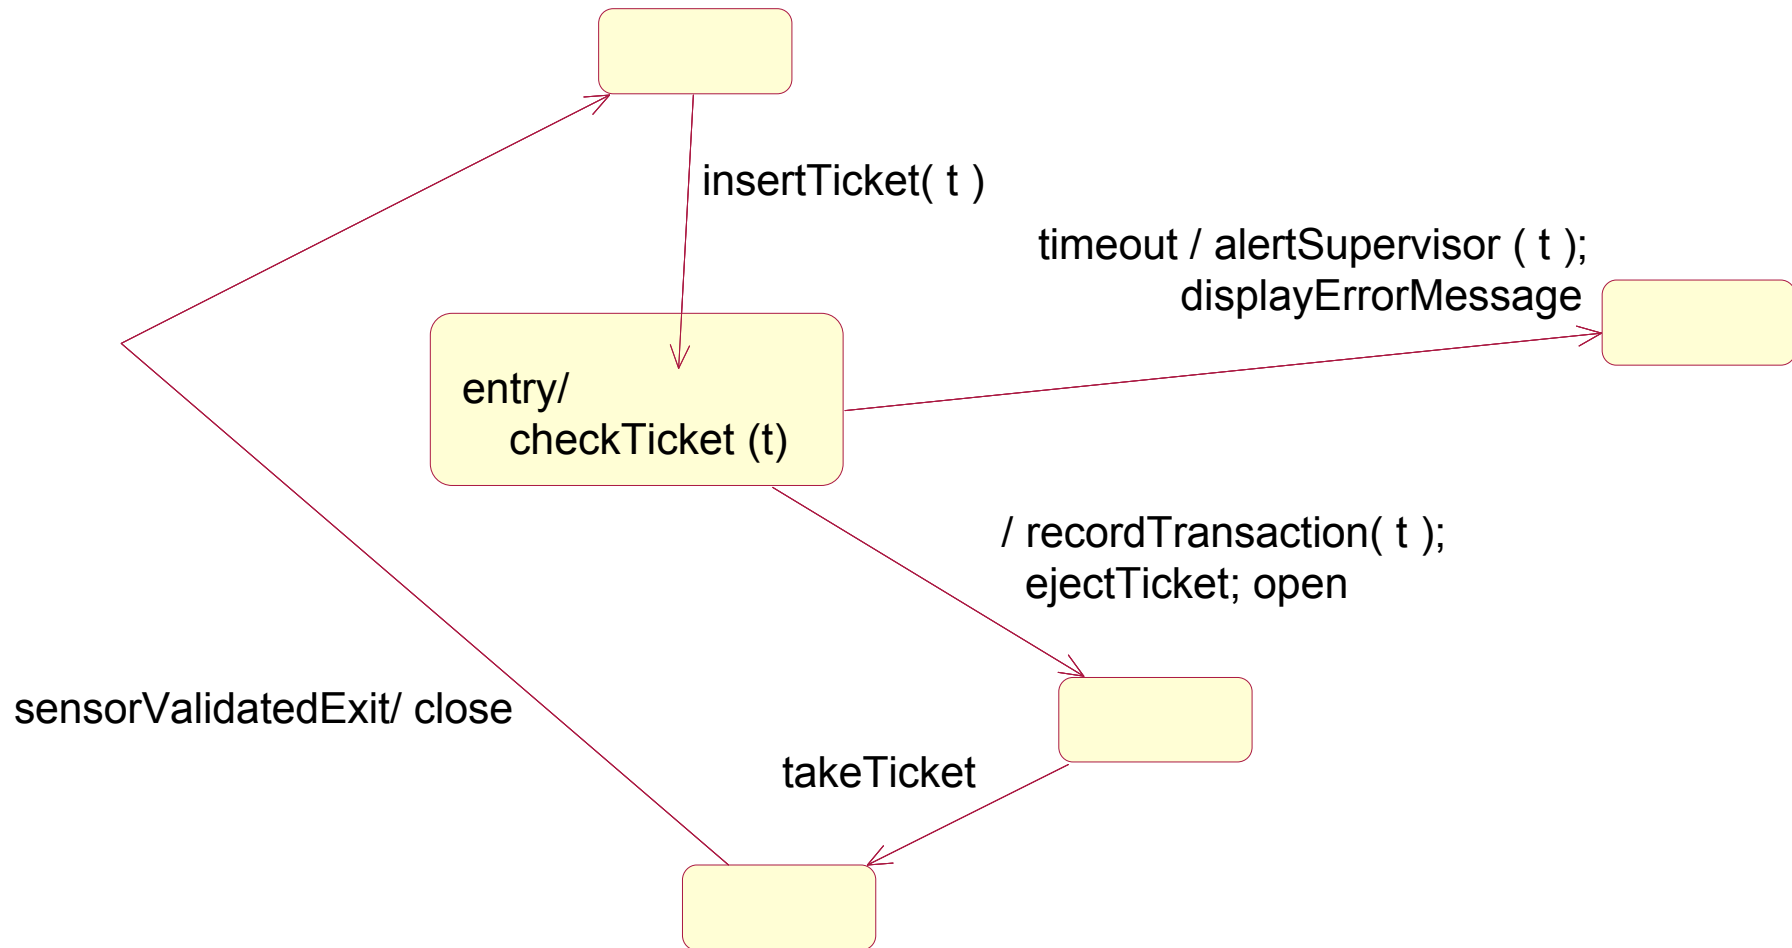 insertTicket( t )
timeout / alertSupervisor ( t );
displayErrorMessage
entry/
checkTicket (t)
/ recordTransaction( t );
ejectTicket; open
sensorValidatedExit/ close
takeTicket